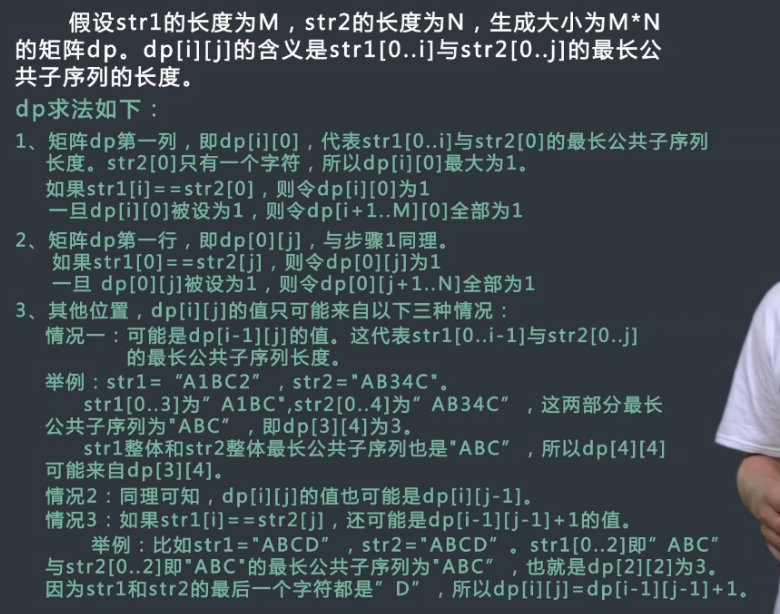 假设str1的长度为M，str2的长度为N，生成大小为M*N
的矩阵dp。dp[i][j]的含义是str1[0..i]与str2[0..j]的最长公
共子序列的长度。
dp求法如下：
1、矩阵dp第一列，即dp[i][0]，代表str1[0..i]与str2[0]的最长公共子序列
长度。str2[0]只有一个字符，所以dp[i][0]最大为1。
如果str1[i]==str2[0]，则令dp[i][0]为1
一旦dp[i][0]被设为1，则令dp[i+1..M][0]全部为1
2、矩阵dp第一行，即dp[0][j]，与步骤1同理。
如果str1[0]==str2[j]，则令dp[0][j]为1
一旦 dp[0][j]被设为1，则令dp[0][j+1..N]全部为1
3、其他位置，dp[i][j]的值只可能来自以下三种情况：
情况一：可能是dp[i-1][j]的值。这代表str1[0..i-1]与str2[0..j]
的最长公共子序列长度。
举例：str1=“A1BC2”，str2="AB34C"。
str1[0..3]为”A1BC",str2[0..4]为”AB34C”，这两部分最长
公共子序列为"ABC”，即dp[3][4]为3。
str1整体和str2整体最长公共子序列也是"ABC”，所以dp[4][4]
可能来自dp[3][4]。
情况2：同理可知，dp[i][j]的值也可能是dp[i][j-1]。
情况3：如果str1[i]==str2[j]，还可能是dp[i-1][j-1]+1的值。
举例：比如str1="ABCD”，str2="ABCD”。str1[0..2]即”ABC”
与str2[0..2]即"ABC"的最长公共子序列为"ABC”，也就是dp[2][2]为3。
因为str1和str2的最后一个字符都是”D”，所以dp[i][j]=dp[i-1][j-1]+1。